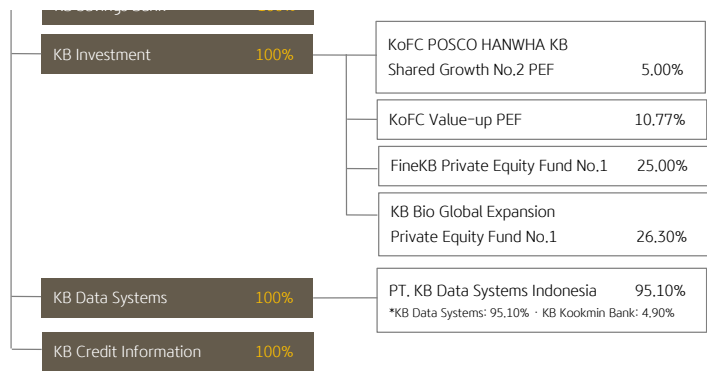 KB Investment 100%
KoFC POSCO HANWHA KB
Shared Growth No.2 PEF 5.00%
KoFC Value-up PEF 10.77%
FineKB Private Equity Fund No.1 25.00%
KB Bio Global Expansion
Private Equity Fund No.1 26.30%
KB Data Systems 100%
PT. KB Data Systems Indonesia 95.10%
*KB Data Systems: 95.10% · KB Kookmin Bank: 4.90%
KB Credit Information 100%